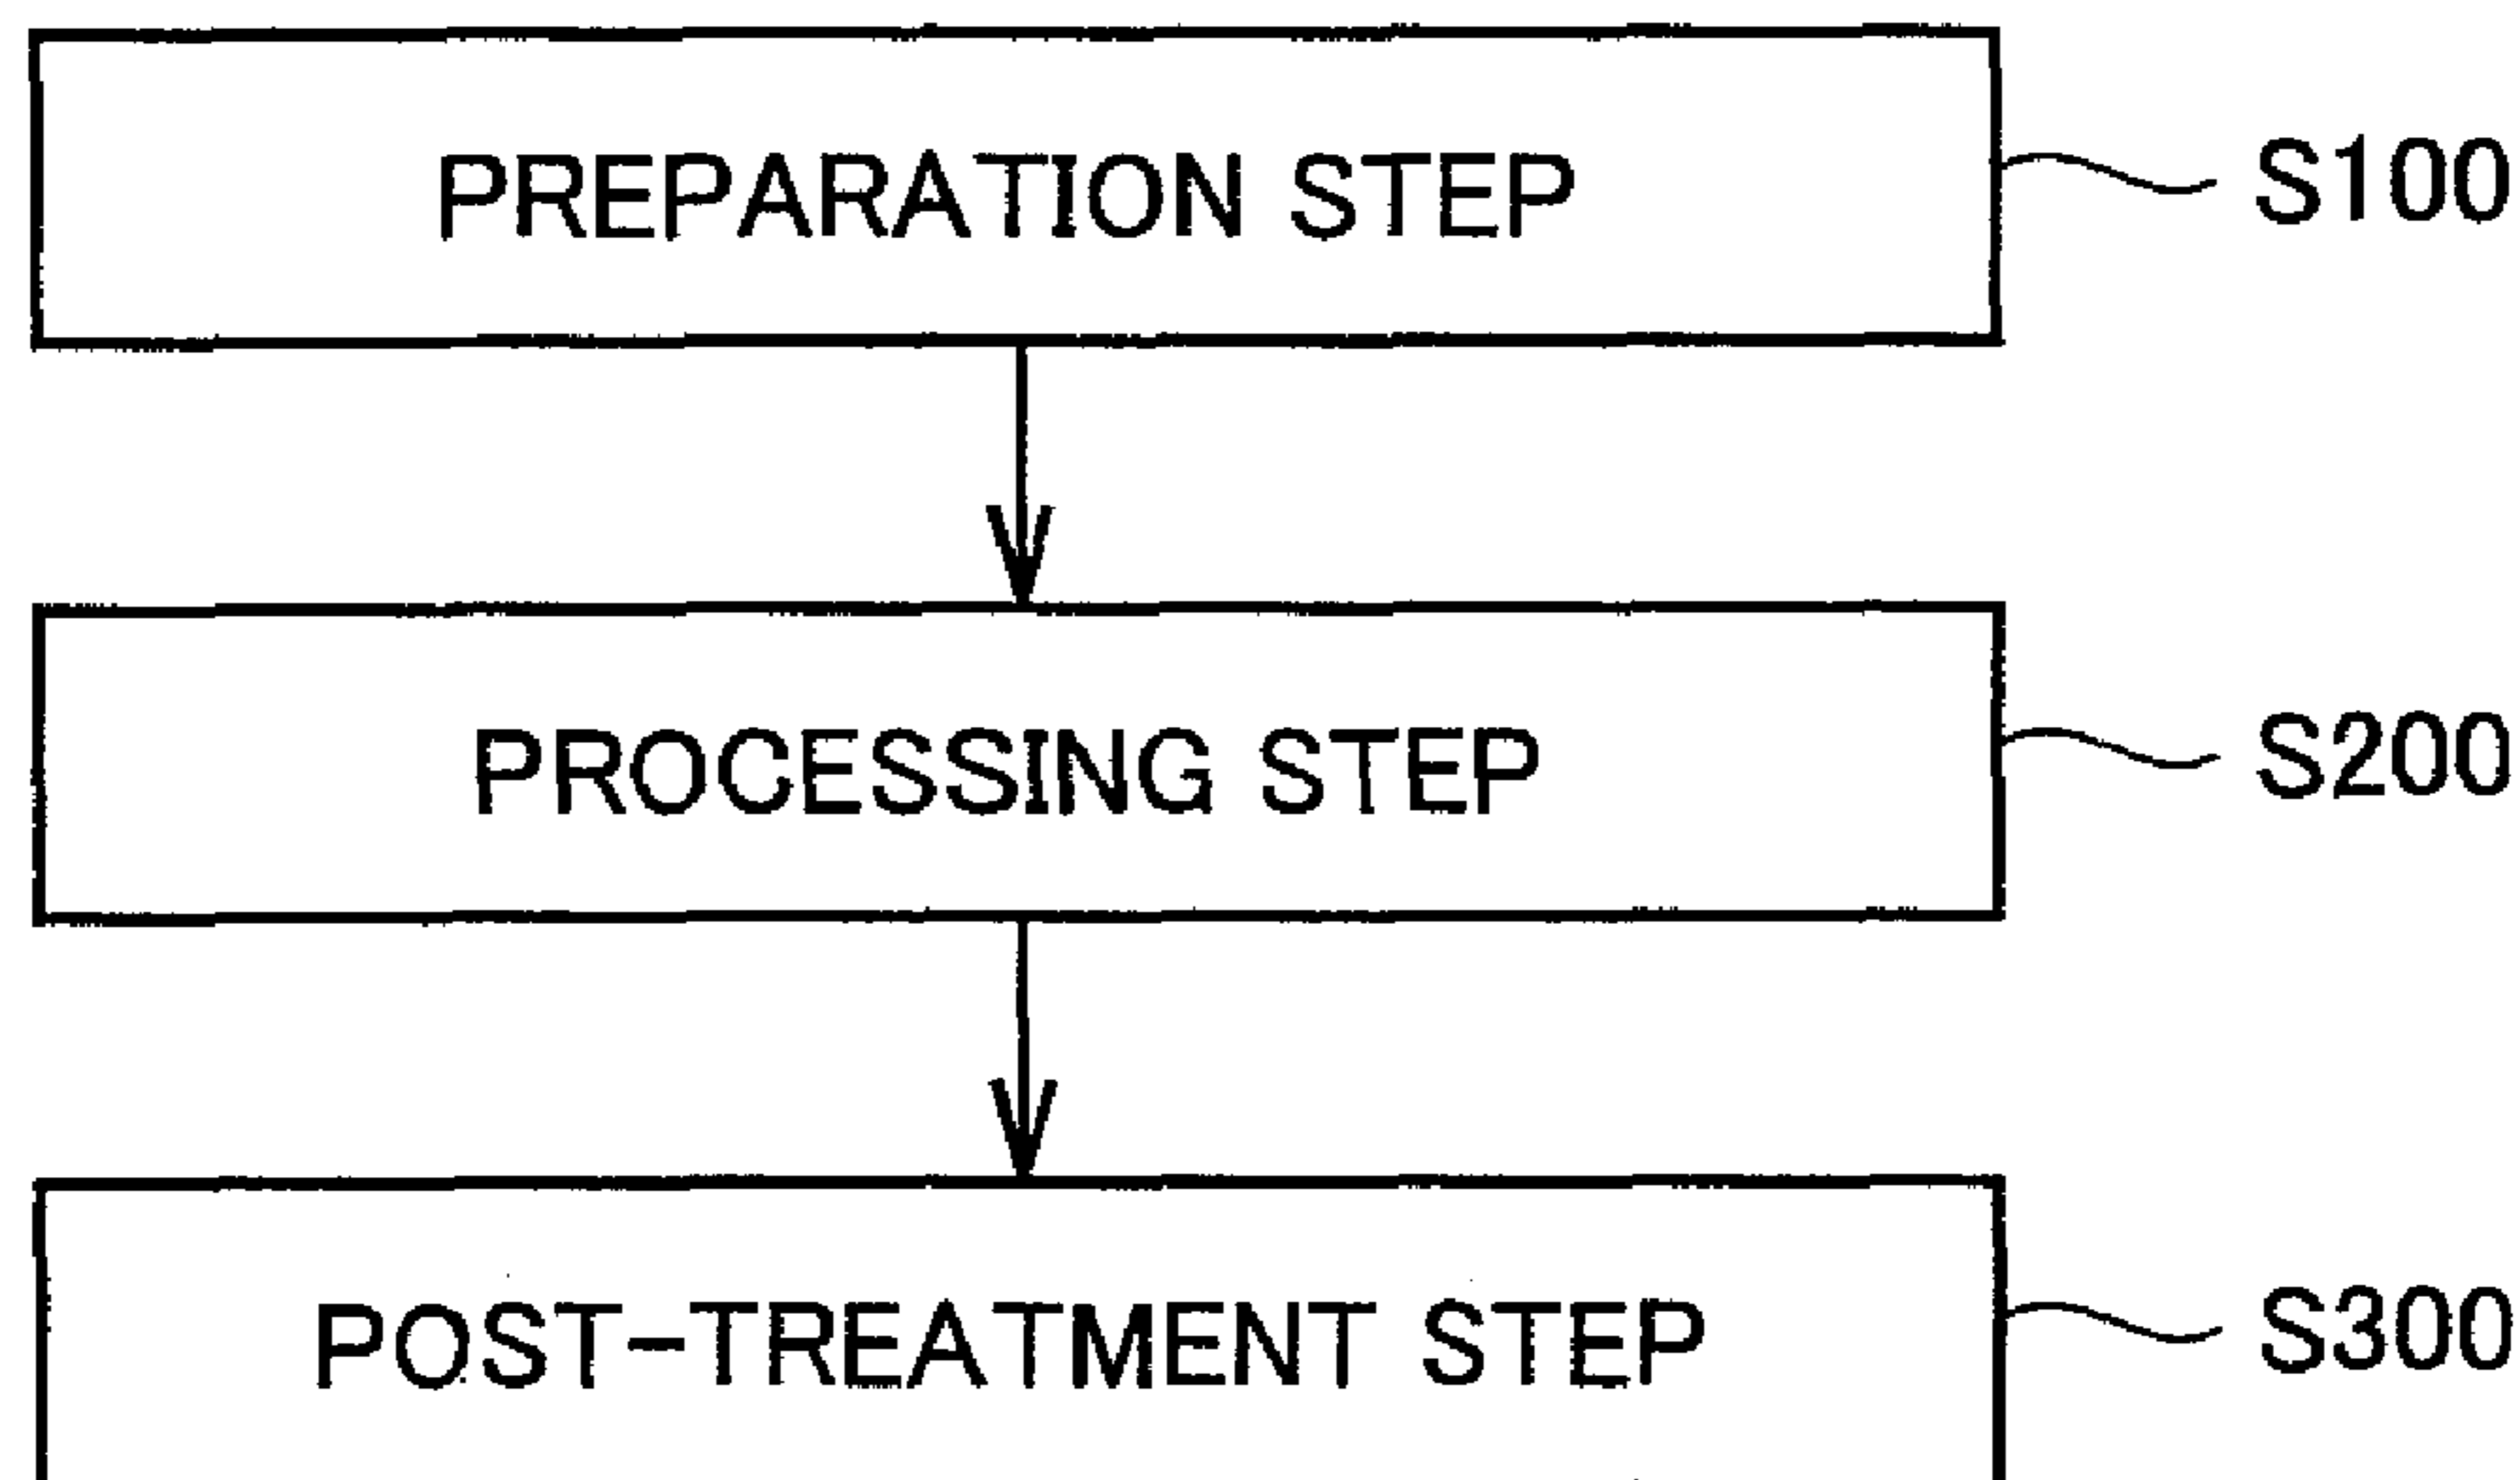 PREPARATION STEP S100
PROCESSING STEP S200
POST-TREATMENT STEP S300